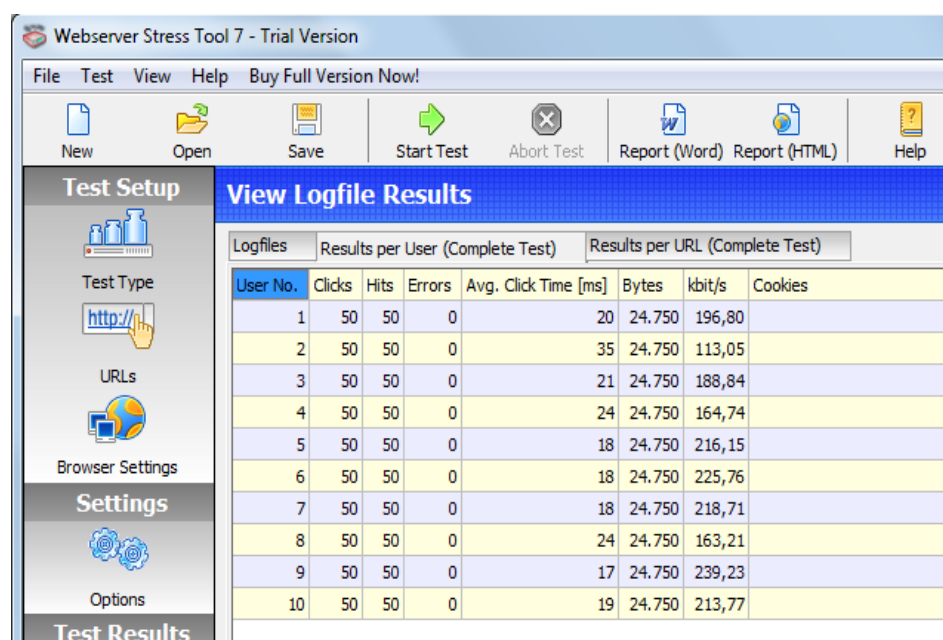 Webserver Stress Tool 7 - Trial Version
File Test View Help Buy Full Version Now!
New Open Save Start Test Abort Test Report (Word) Report (HTML) Help
Test Setup
Test Type
http://
URLs
Browser Settings
Settings
Options
Test Results
View Logfile Results
Logfiles Results per User (Complete Test) Results per URL (Complete Test)
User No. Clicks Hits Errors Avg. Click Time [ms] Bytes kbit/s Cookies
1 50 50 0 20 24.750 196,80
2 50 50 0 35 24.750 113,05
3 50 50 0 21 24.750 188,84
4 50 50 0 24 24.750 164,74
5 50 50 0 18 24.750 216,15
6 50 50 0 18 24.750 225,76
7 50 50 0 18 24.750 218,71
8 50 50 0 24 24.750 163,21
9 50 50 0 17 24.750 239,23
10 50 50 0 19 24.750 213,77